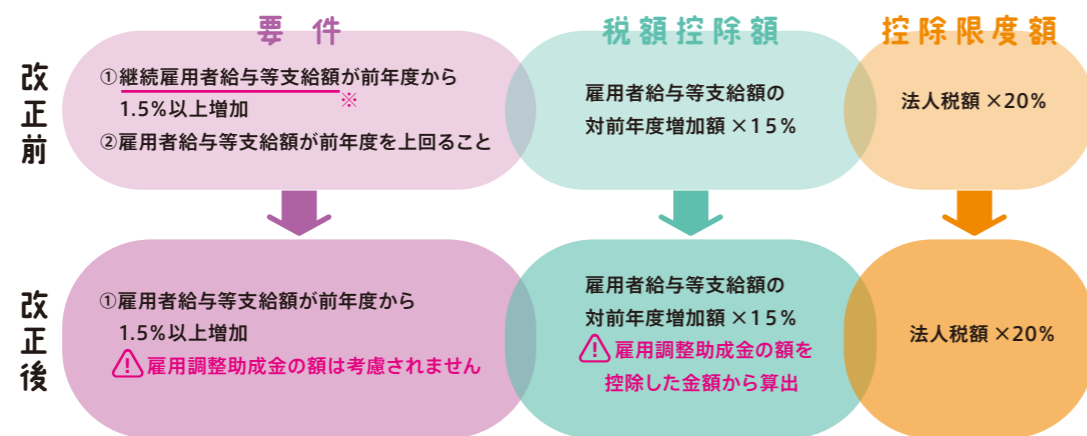 要件
税額控除額
控除限度額
改正前
①継続雇用者給与等支給額が前年度から
1.5%以上増加
※
②雇用者給与等支給額が前年度を上回ること
雇用者給与等支給額の
対前年度増加額×15%
法人税額×20%
改正後
①雇用者給与等支給額が前年度から
1.5%以上増加
雇用調整助成金の額は考慮されません
雇用者給与等支給額の
対前年度増加額×15%
雇用調整助成金の額を
控除した金額から算出
法人税額×20%